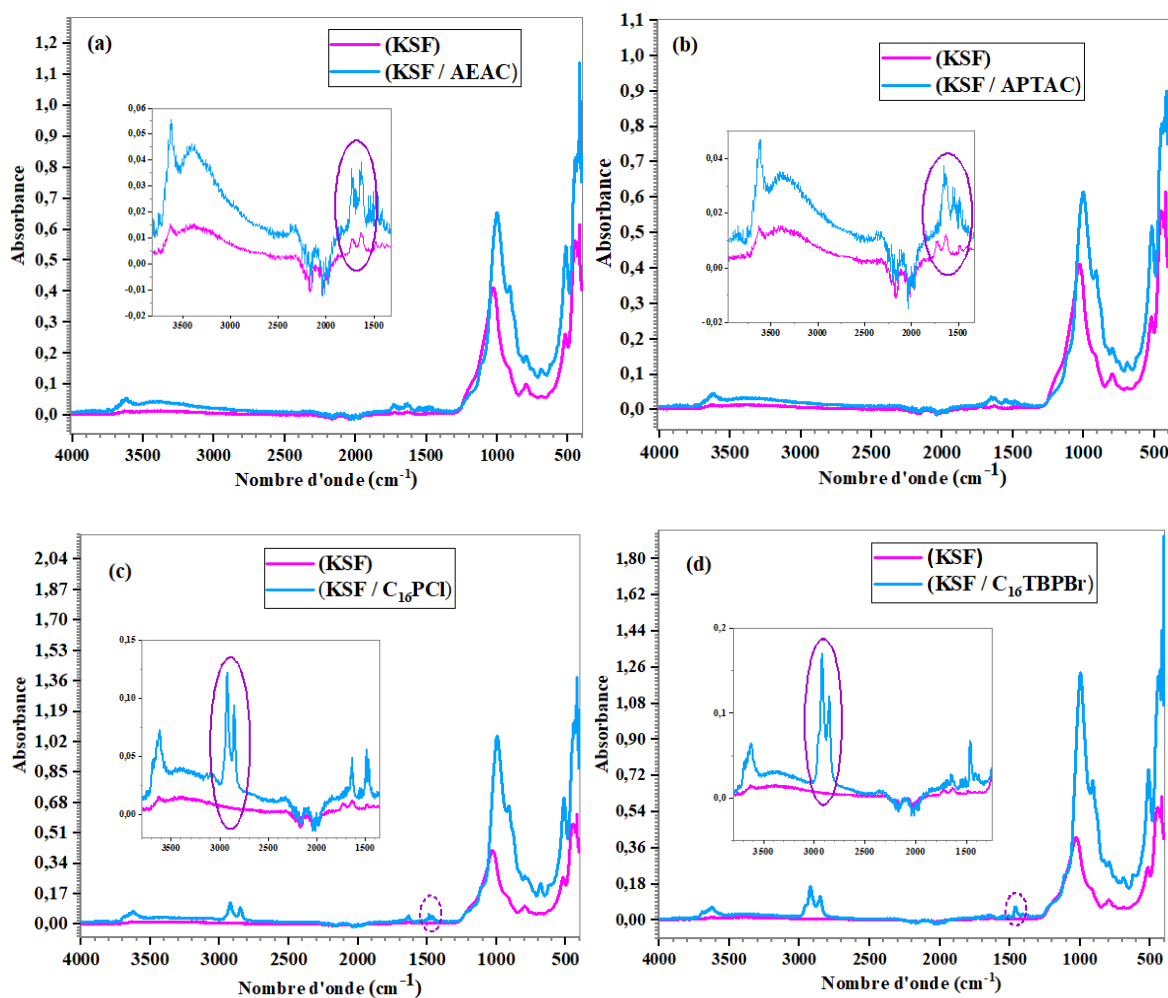 (a)
(KSF)
(KSF / AEAC)
1,2
1,1
1,0
0,9
0,8
0,7
0,6
0,5
0,4
0,3
0,2
0,1
0,0
Absorbance
0,06
0,05
0,04
0,03
0,02
0,01
0,00
-0,01
-0,02
3500 3000 2500 2000 1500
4000 3500 3000 2500 2000 1500 1000 500
Nombre d'onde (cm-1)
(b)
(KSF)
(KSF / APTAC)
1,1
1,0
0,9
0,8
0,7
0,6
0,5
0,4
0,3
0,2
0,1
0,0
Absorbance
0,04
0,02
0,00
-0,02
3500 3000 2500 2000 1500
4000 3500 3000 2500 2000 1500 1000 500
Nombre d'onde (cm-1)
(c)
(KSF)
(KSF / C16PCl)
2,04
1,87
1,70
1,53
1,36
1,19
1,02
0,85
0,68
0,51
0,34
0,17
0,00
Absorbance
0,15
0,10
0,05
0,00
3500 3000 2500 2000 1500
4000 3500 3000 2500 2000 1500 1000 500
Nombre d'onde (cm-1)
(d)
(KSF)
(KSF / C16TBPBr)
1,80
1,62
1,44
1,26
1,08
0,90
0,72
0,54
0,36
0,18
0,00
Absorbance
0,2
0,1
0,0
3500 3000 2500 2000 1500
4000 3500 3000 2500 2000 1500 1000 500
Nombre d'onde (cm-1)